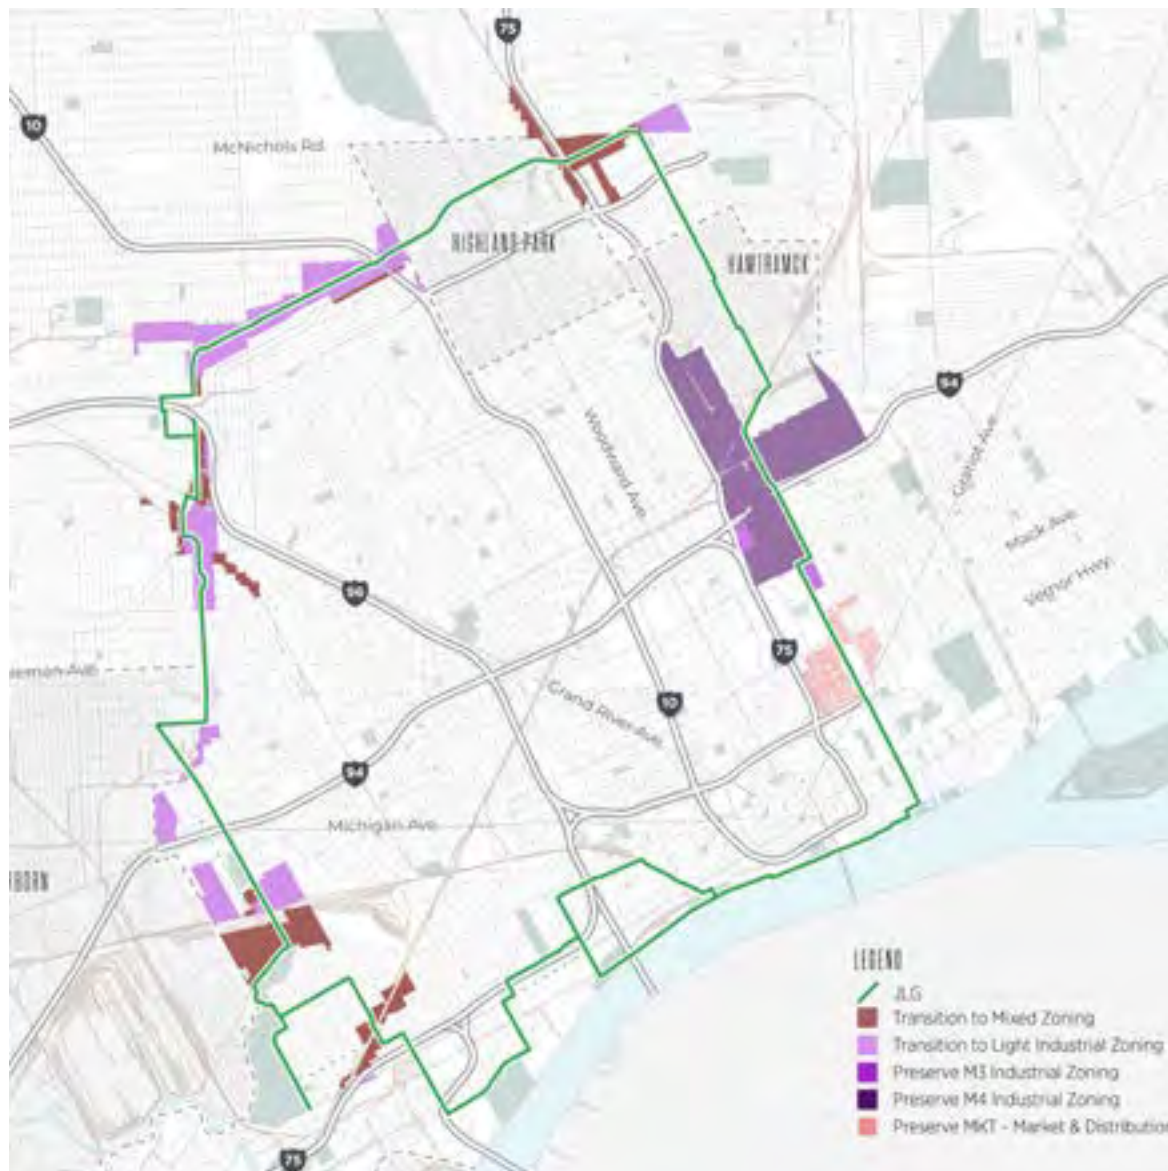 75
10
McNichols Rd.
HIGHLAND PARK
HAMTRAMCK
94
Woodward Ave.
Gratiot Ave.
Mack Ave.
Vernor Hwy.
96
75
Grand River Ave.
10
94
Michigan Ave.
75
LEGEND
JLG
Transition to Mixed Zoning
Transition to Light Industrial Zoning
Preserve M3 Industrial Zoning
Preserve M4 Industrial Zoning
Preserve MKT - Market & Distribution